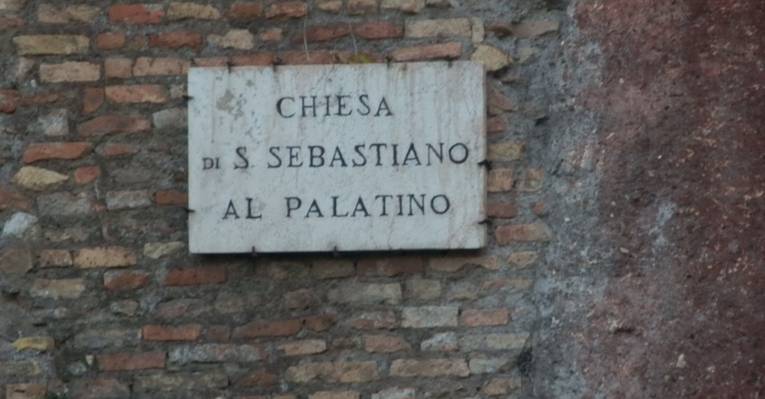 CHIESA
DI S. SEBASTIANO
AL PALATINO